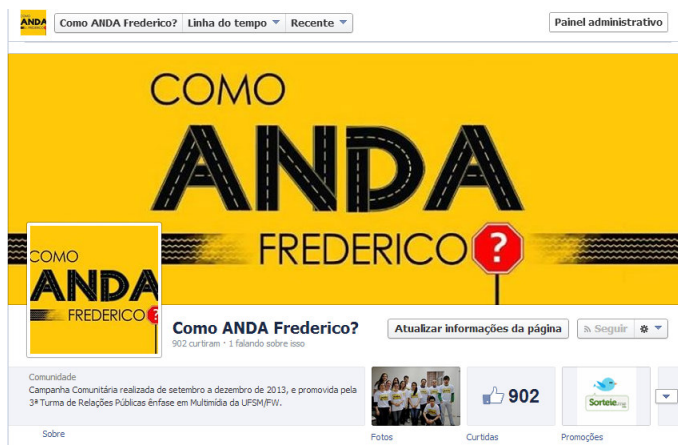 Como ANDA Frederico? Linha do tempo Recente Painel administrativo
COMO
ANDA
FREDERICO ?
COMO
ANDA
FREDERICO ?
Como ANDA Frederico?
902 curtiram · 1 falando sobre isso
Atualizar informações da página Seguir
Comunidade
Campanha Comunitária realizada de setembro a dezembro de 2013, e promovida pela
3ª Turma de Relações Públicas ênfase em Multimídia da UFSM/FW.
Sobre
902
Sorteie
Fotos Curtidas Promoções